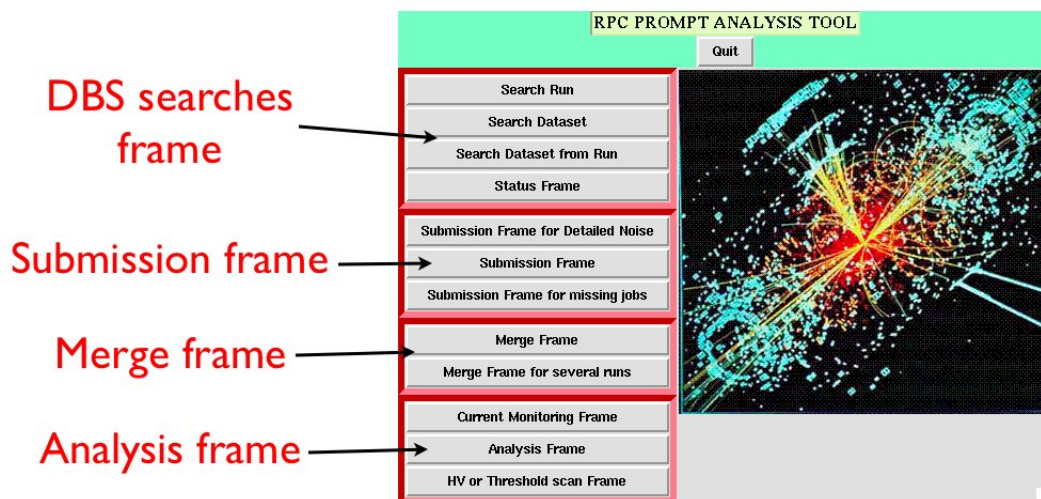 RPC PROMPT ANALYSIS TOOL
Quit
DBS searches
frame
Search Run
Search Dataset
Search Dataset from Run
Status Frame
Submission frame
Submission Frame for Detailed Noise
Submission Frame
Submission Frame for missing jobs
Merge frame
Merge Frame
Merge Frame for several runs
Analysis frame
Current Monitoring Frame
Analysis Frame
HV or Threshold scan Frame